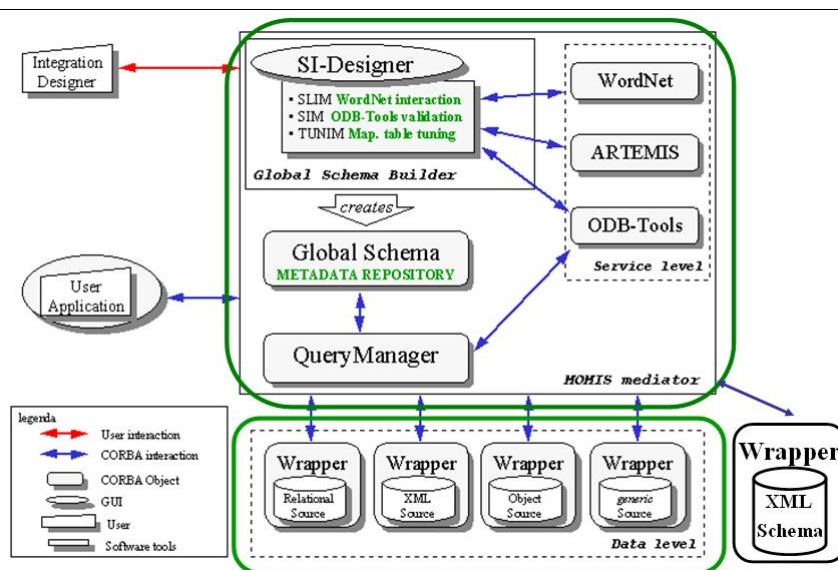 Integration
Designer
SI-Designer
• SLIM WordNet interaction
• SIM ODB-Tools validation
• TUNIM Map. table tuning
Global Schema Builder
WordNet
ARTEMIS
ODB-Tools
Service level
creates
Global Schema
METADATA REPOSITORY
User
Application
QueryManager
MOMIS mediator
legenda
User interaction
CORBA interaction
CORBA Object
GUI
User
Software tools
Wrapper
Relational
Source
Wrapper
XML
Source
Wrapper
Object
Source
Wrapper
generic
Source
Data level
Wrapper
XML
Schema